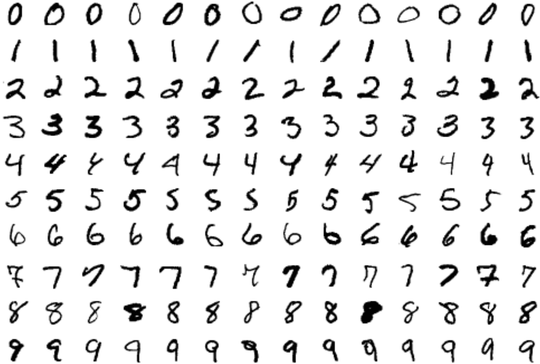 0 0 0 0 0 0 0 0 0 0 0 0 0 0
1 1 1 1 1 1 1 1 1 1 1 1 1 1
2 2 2 2 2 2 2 2 2 2 2 2 2 2
3 3 3 3 3 3 3 3 3 3 3 3 3 3
4 4 4 4 4 4 4 4 4 4 4 4 4 4
5 5 5 5 5 5 5 5 5 5 5 5 5 5
6 6 6 6 6 6 6 6 6 6 6 6 6 6
7 7 7 7 7 7 7 7 7 7 7 7 7 7
8 8 8 8 8 8 8 8 8 8 8 8 8 8
9 9 9 9 9 9 9 9 9 9 9 9 9 9